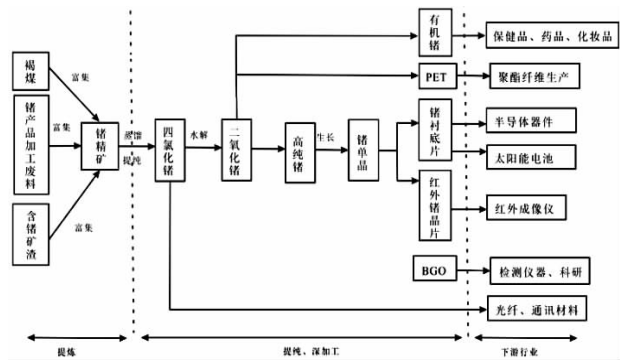 褐煤
锗产品加工废料
含锗矿渣
富集
富集
富集
锗精矿
蒸馏
提纯
四氯化锗
水解
二氧化锗
高纯锗
生长
锗单晶
有机锗
PET
锗衬底片
红外锗晶片
BGO
保健品、药品、化妆品
聚酯纤维生产
半导体器件
太阳能电池
红外成像仪
检测仪器、科研
光纤、通讯材料
提炼
提纯、深加工
下游行业